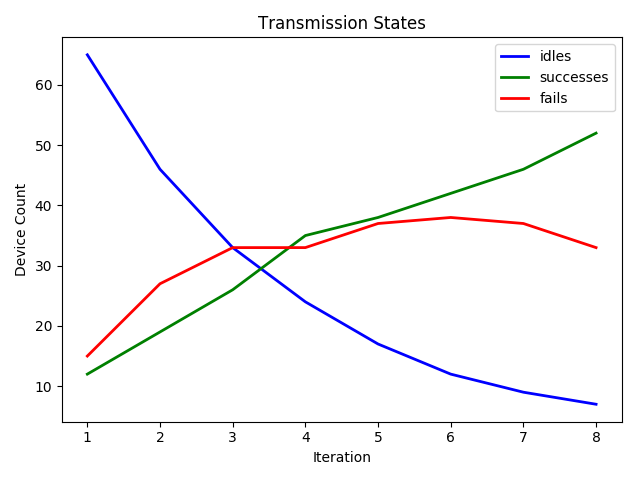 Transmission States
idles
successes
fails
Device Count
60
50
40
30
20
10
1 2 3 4 5 6 7 8
Iteration